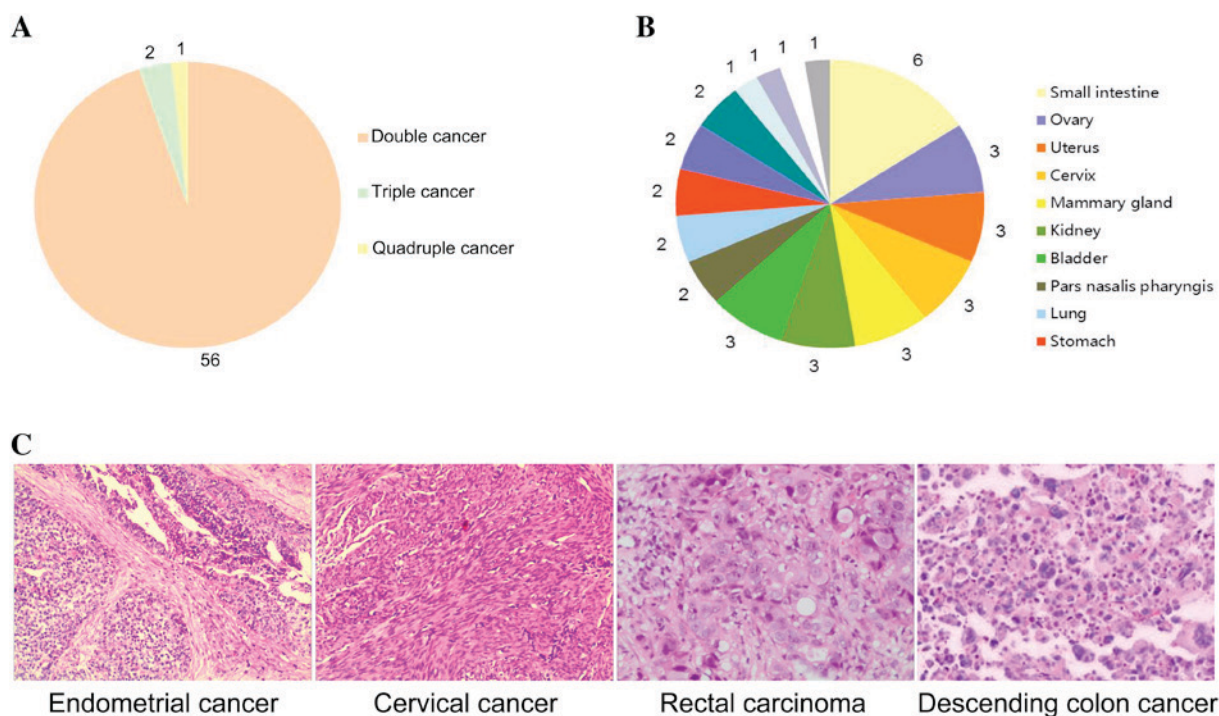 A
2
1
56
Double cancer
Triple cancer
Quadruple cancer
B
1
1
1
1
2
2
2
2
2
3
3
3
3
3
3
6
Small intestine
Ovary
Uterus
Cervix
Mammary gland
Kidney
Bladder
Pars nasalis pharyngis
Lung
Stomach
C
Endometrial cancer
Cervical cancer
Rectal carcinoma
Descending colon cancer